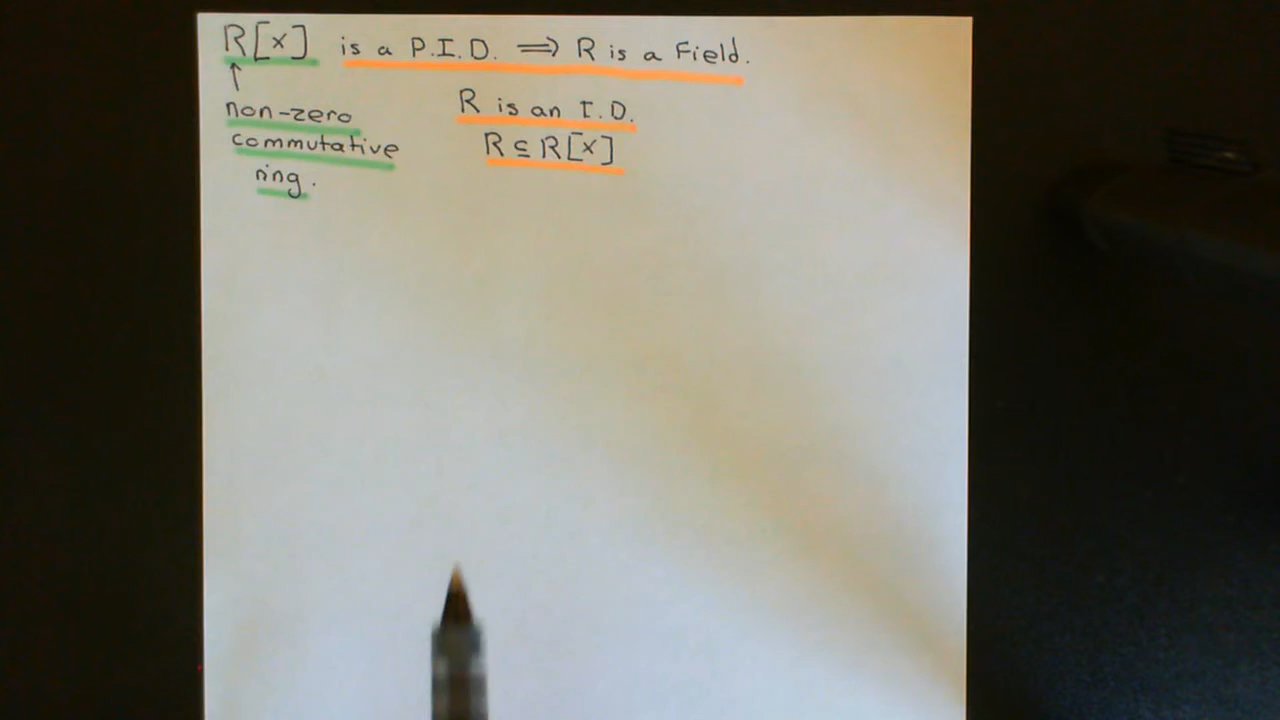 R[x] is a P.I.D. ⟹ R is a Field.
↑
non-zero
commutative
ring.
R is an I.D.
R ⊆ R[x]